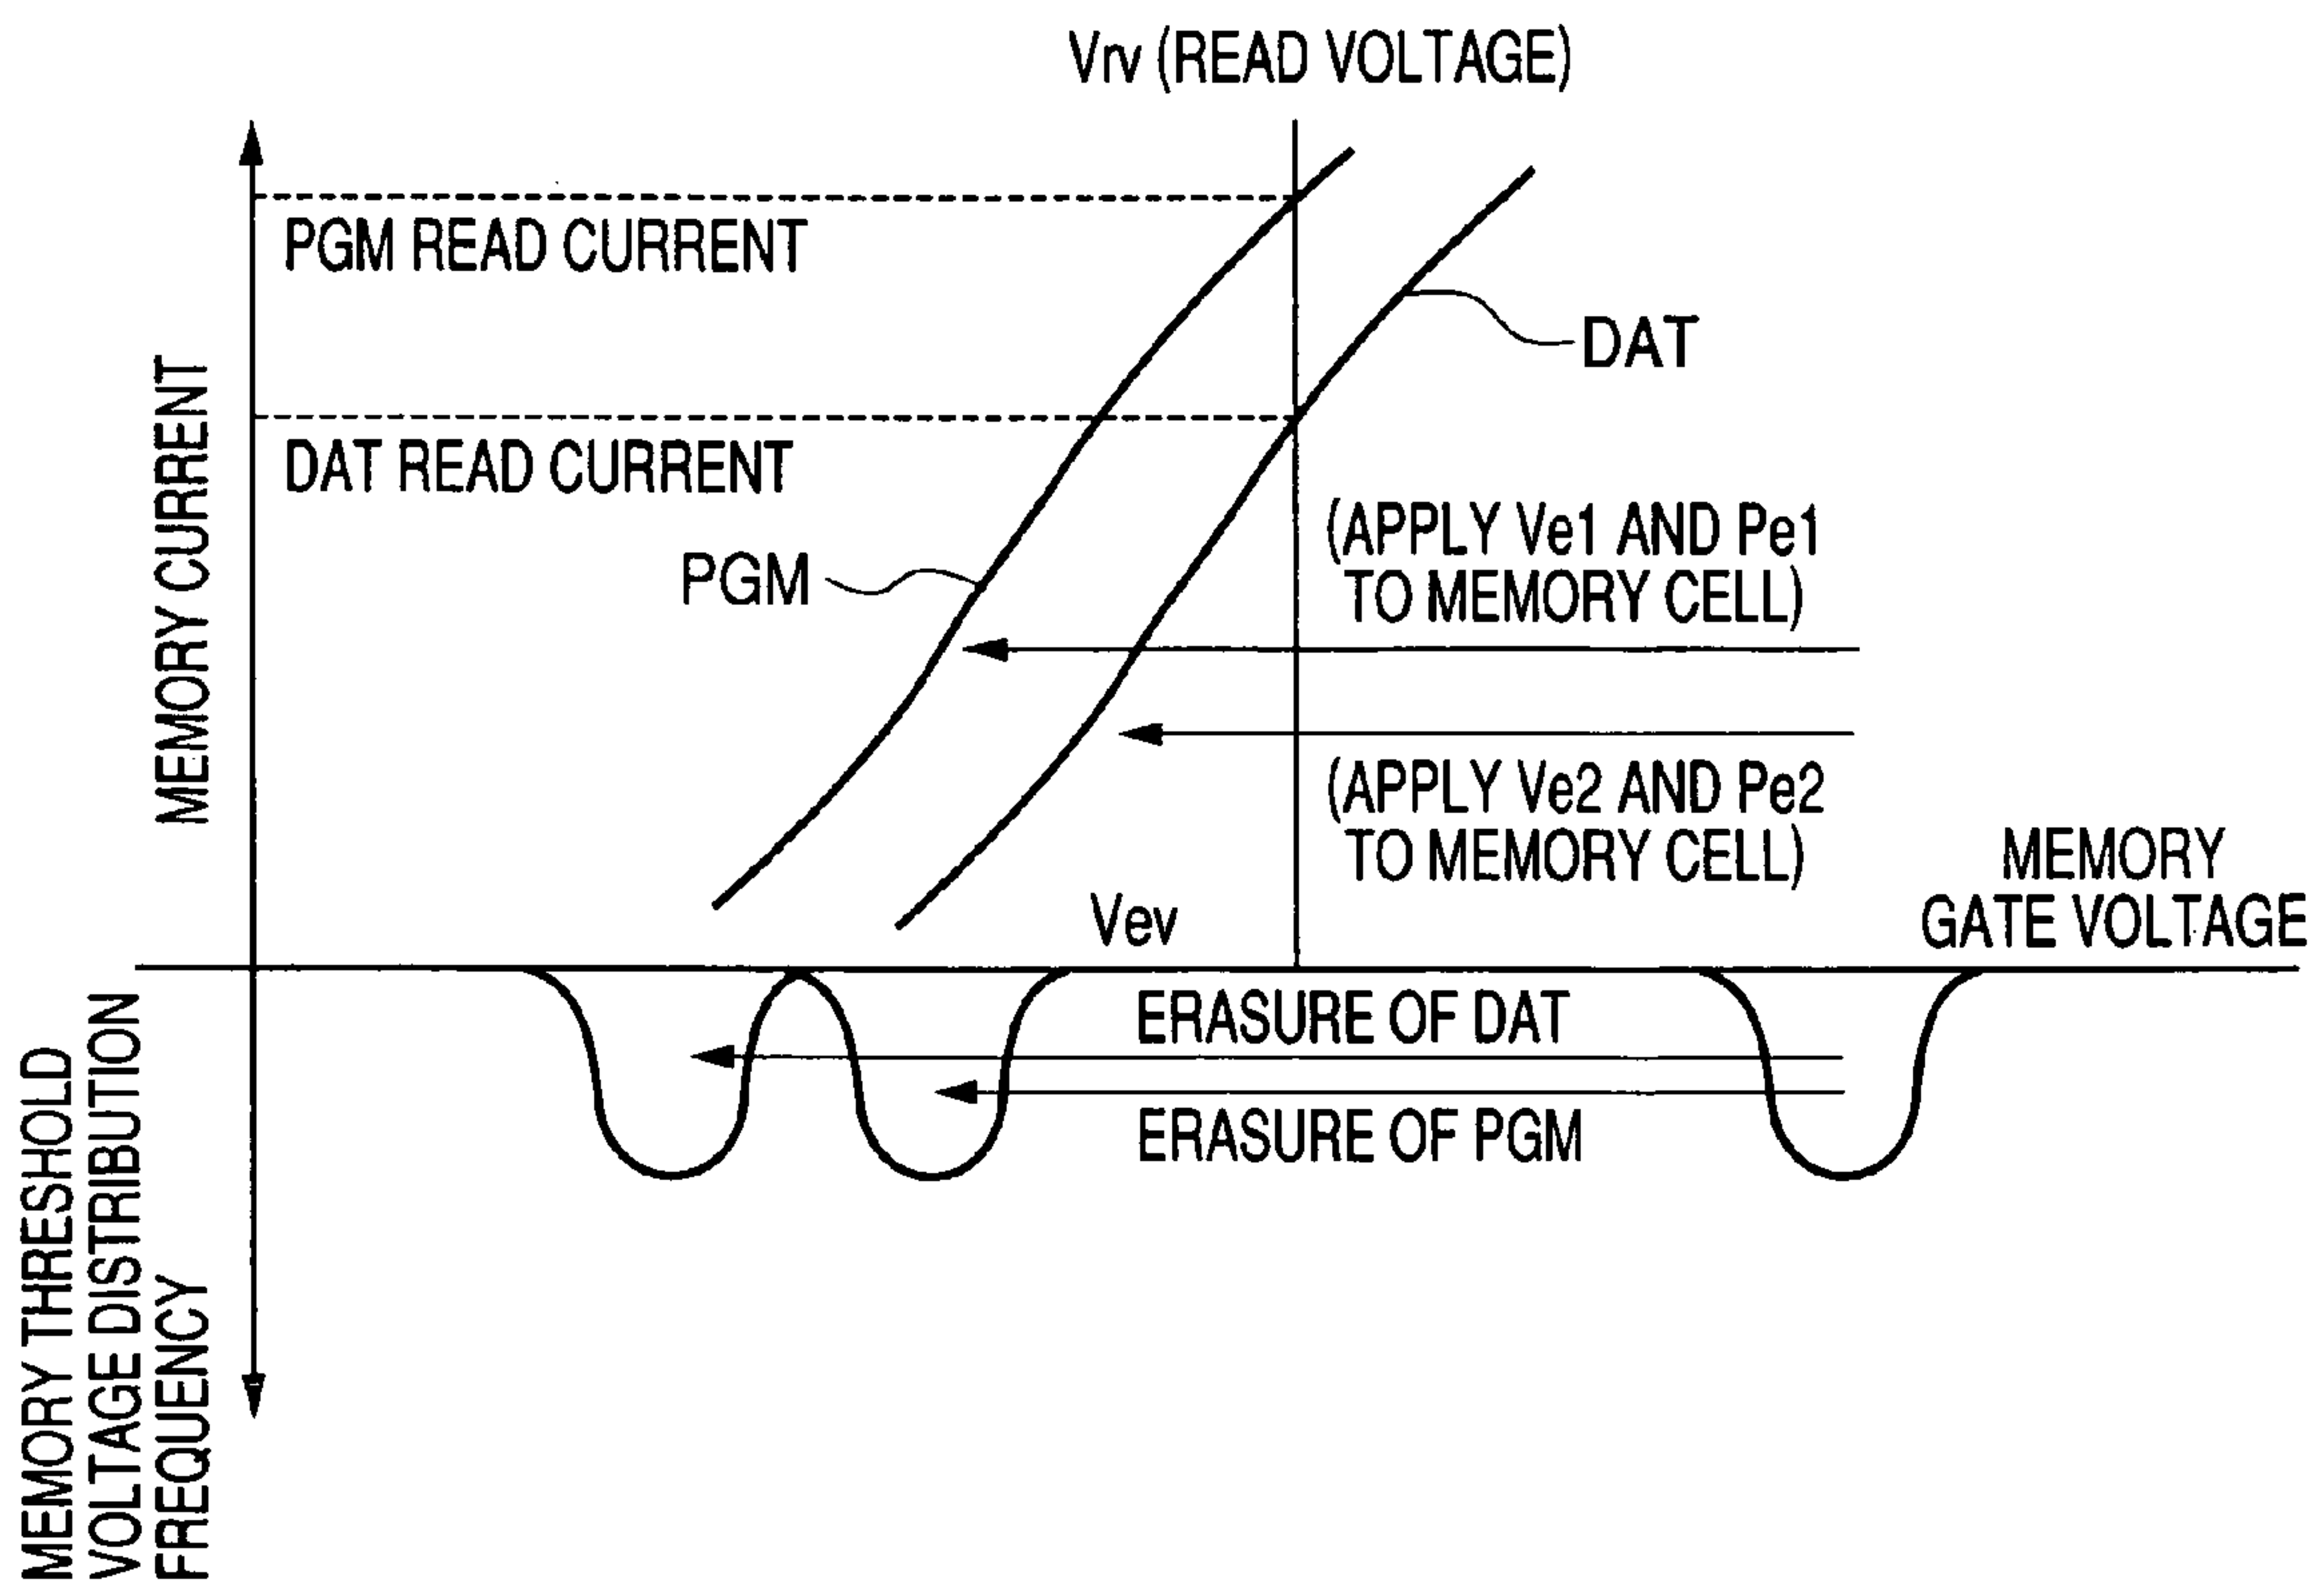 Vrv (READ VOLTAGE)
PGM READ CURRENT
DAT
DAT READ CURRENT
MEMORY CURRENT
PGM
(APPLY Ve1 AND Pe1
TO MEMORY CELL)
(APPLY Ve2 AND Pe2
TO MEMORY CELL)
MEMORY
GATE VOLTAGE
Vev
ERASURE OF DAT
ERASURE OF PGM
MEMORY THRESHOLD
VOLTAGE DISTRIBUTION
FREQUENCY